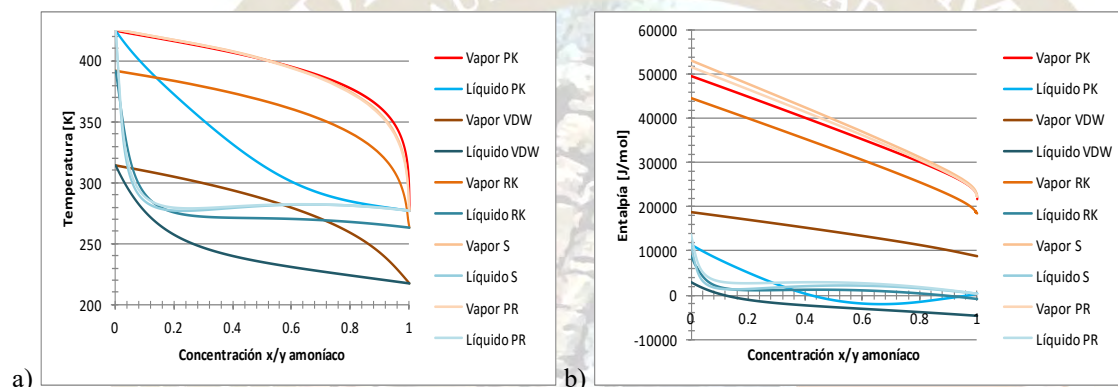 400
350
300
250
200
Temperatura [K]
0
0.2
0.4
0.6
0.8
1
Concentración x/y amoníaco
Vapor PK
Líquido PK
Vapor VDW
Líquido VDW
Vapor RK
Líquido RK
Vapor S
Líquido S
Vapor PR
Líquido PR
a)
60000
50000
40000
30000
20000
10000
0
-10000
Entalpía [J/mol]
0
0.2
0.4
0.6
0.8
1
Concentración x/y amoníaco
Vapor PK
Líquido PK
Vapor VDW
Líquido VDW
Vapor RK
Líquido RK
Vapor S
Líquido S
Vapor PR
Líquido PR
b)